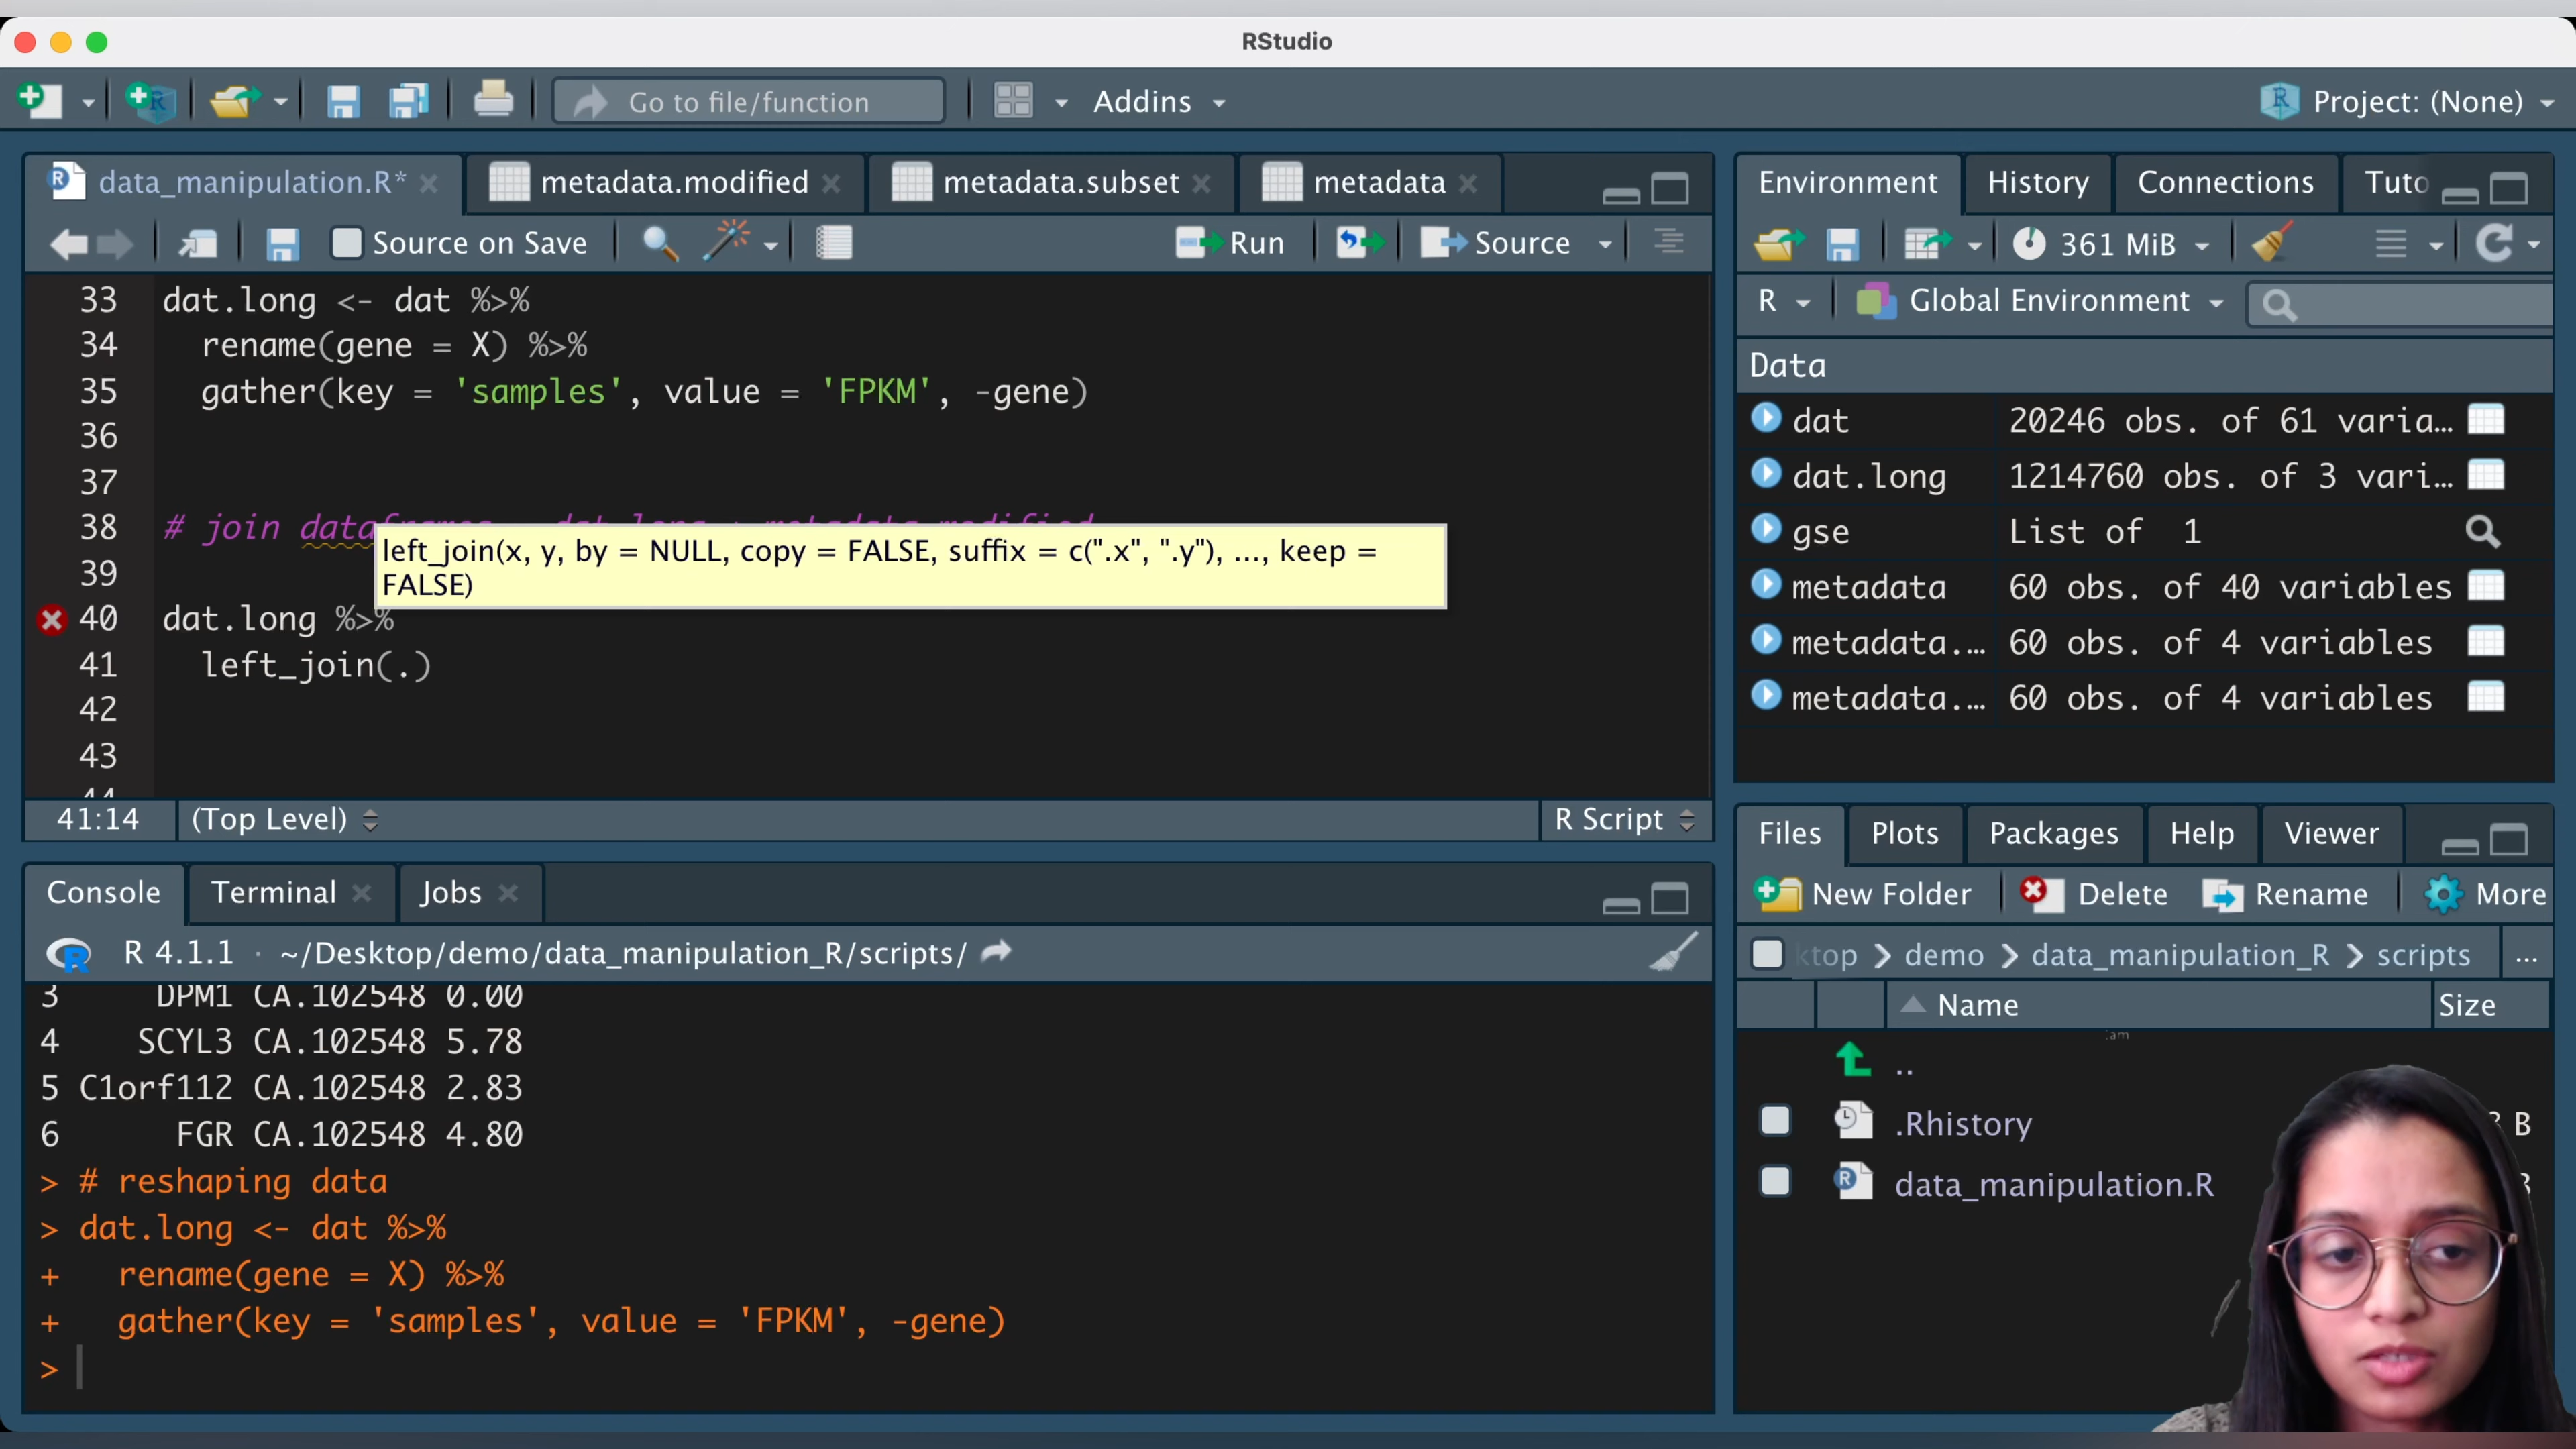 RStudio
Go to file/function
Addins
Project: (None)
data_manipulation.R*
metadata.modified
metadata.subset
metadata
Source on Save
Run
Source
33 dat.long <- dat %>%
34 rename(gene = X) %>%
35 gather(key = 'samples', value = 'FPKM', -gene)
36
37
38 # join dataframes dat.long + metadata.modified
left_join(x, y, by = NULL, copy = FALSE, suffix = c(".x", ".y"), ..., keep =
FALSE)
39
40 dat.long %>%
41 left_join(.)
42
43
44
41:14 (Top Level) R Script
Console Terminal Jobs
R 4.1.1 · ~/Desktop/demo/data_manipulation_R/scripts/
3 DPM1 CA.102548 0.00
4 SCYL3 CA.102548 5.78
5 C1orf112 CA.102548 2.83
6 FGR CA.102548 4.80
> # reshaping data
> dat.long <- dat %>%
+ rename(gene = X) %>%
+ gather(key = 'samples', value = 'FPKM', -gene)
>
Environment History Connections Tuto
361 MiB
R Global Environment
Data
dat 20246 obs. of 61 varia…
dat.long 1214760 obs. of 3 vari…
gse List of 1
metadata 60 obs. of 40 variables
metadata.… 60 obs. of 4 variables
metadata.… 60 obs. of 4 variables
Files Plots Packages Help Viewer
New Folder Delete Rename More
ktop demo data_manipulation_R scripts ...
Name Size
..
.Rhistory B
data_manipulation.R